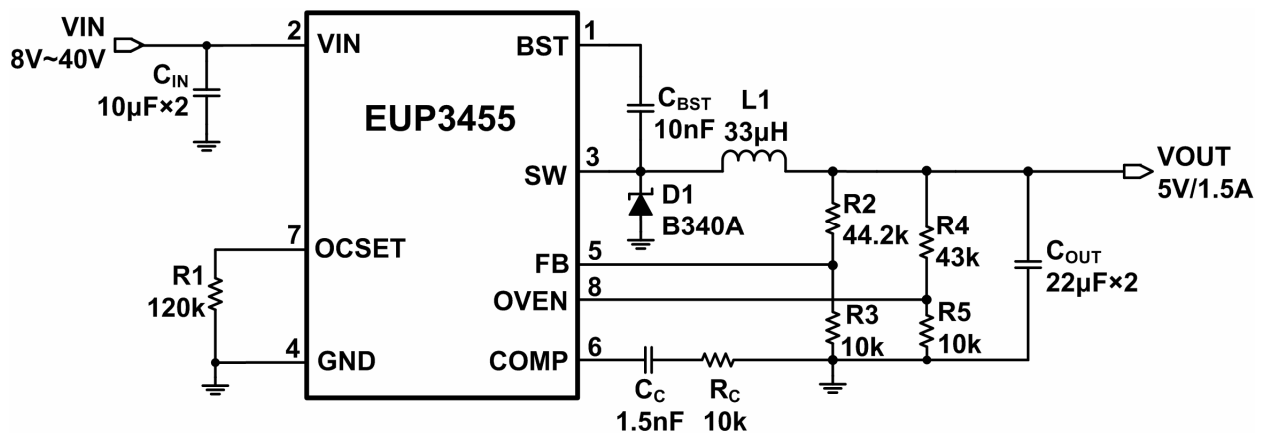 VIN
8V~40V
C_IN
10µF×2
2
VIN
EUP3455
BST
1
C_BST
10nF
L1
33µH
SW
3
D1
B340A
VOUT
5V/1.5A
R2
44.2k
R4
43k
C_OUT
22µF×2
7
OCSET
R1
120k
FB
5
OVEN
8
R3
10k
R5
10k
4
GND
COMP
6
C_C
1.5nF
R_C
10k